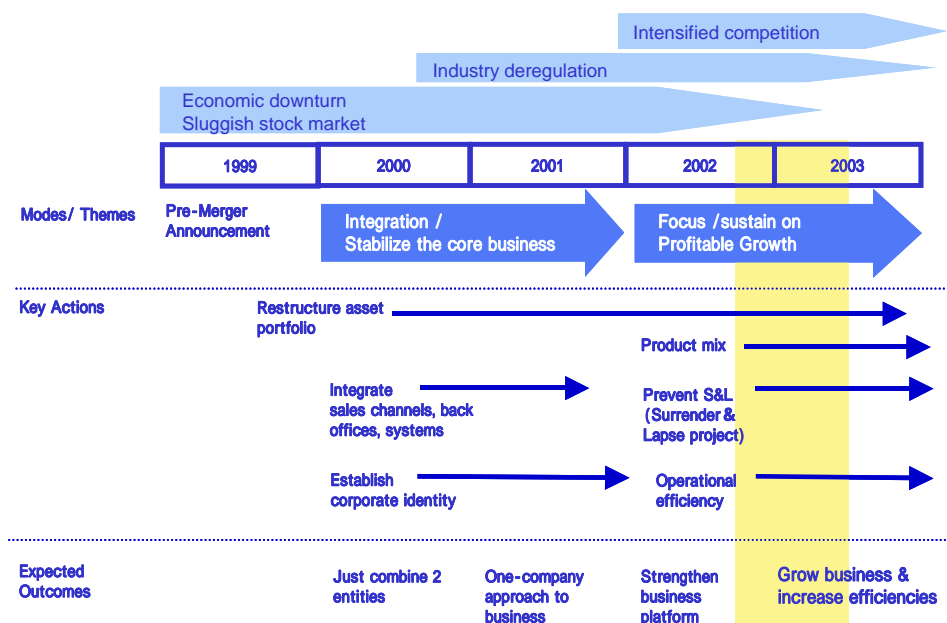 Intensified competition
Industry deregulation
Economic downturn
Sluggish stock market
1999
2000
2001
2002
2003
Modes/ Themes
Pre-Merger
Announcement
Integration /
Stabilize the core business
Focus /sustain on
Profitable Growth
Key Actions
Restructure asset
portfolio
Product mix
Integrate
sales channels, back
offices, systems
Prevent S&L
(Surrender &
Lapse project)
Establish
corporate identity
Operational
efficiency
Expected
Outcomes
Just combine 2
entities
One-company
approach to
business
Strengthen
business
platform
Grow business &
increase efficiencies